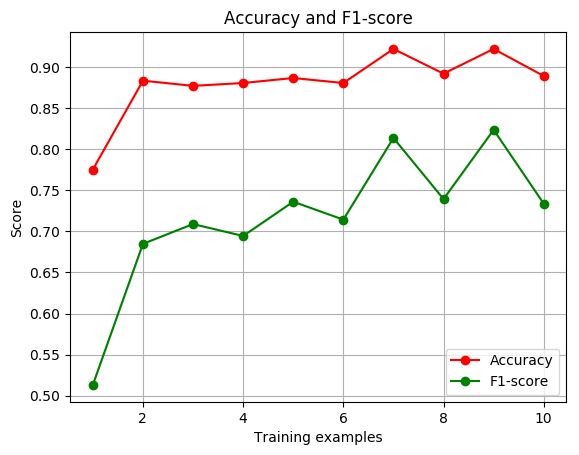 Accuracy and F1-score
0.90
0.85
0.80
0.75
0.70
0.65
0.60
0.55
0.50
Score
Accuracy
F1-score
2 4 6 8 10
Training examples